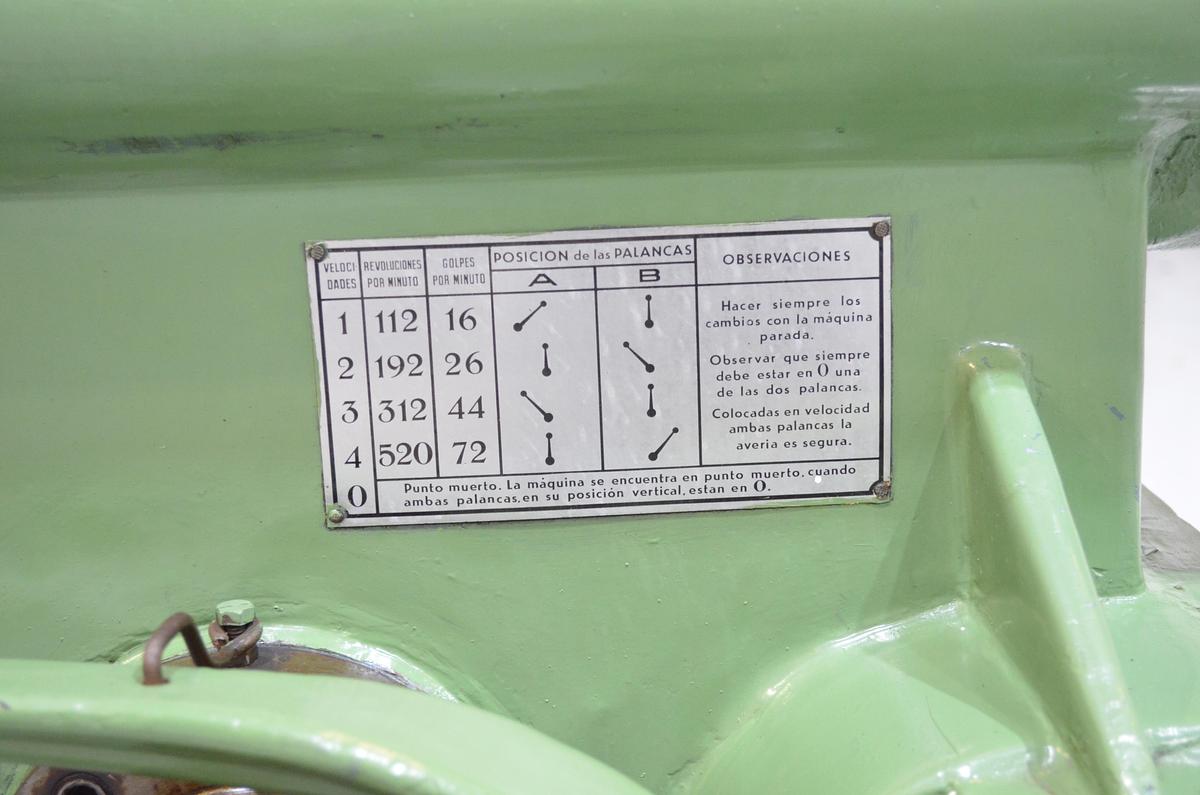 VELOCI-
DADES
REVOLUCIONES
POR MINUTO
GOLPES
POR MINUTO
POSICION de las PALANCAS
A B
OBSERVACIONES
1 112 16
2 192 26
3 312 44
4 520 72
Hacer siempre los
cambios con la máquina
parada.
Observar que siempre
debe estar en 0 una
de las dos palancas.
Colocadas en velocidad
ambas palancas la
averia es segura.
0
Punto muerto. La máquina se encuentra en punto muerto, cuando
ambas palancas, en su posición vertical, estan en 0.